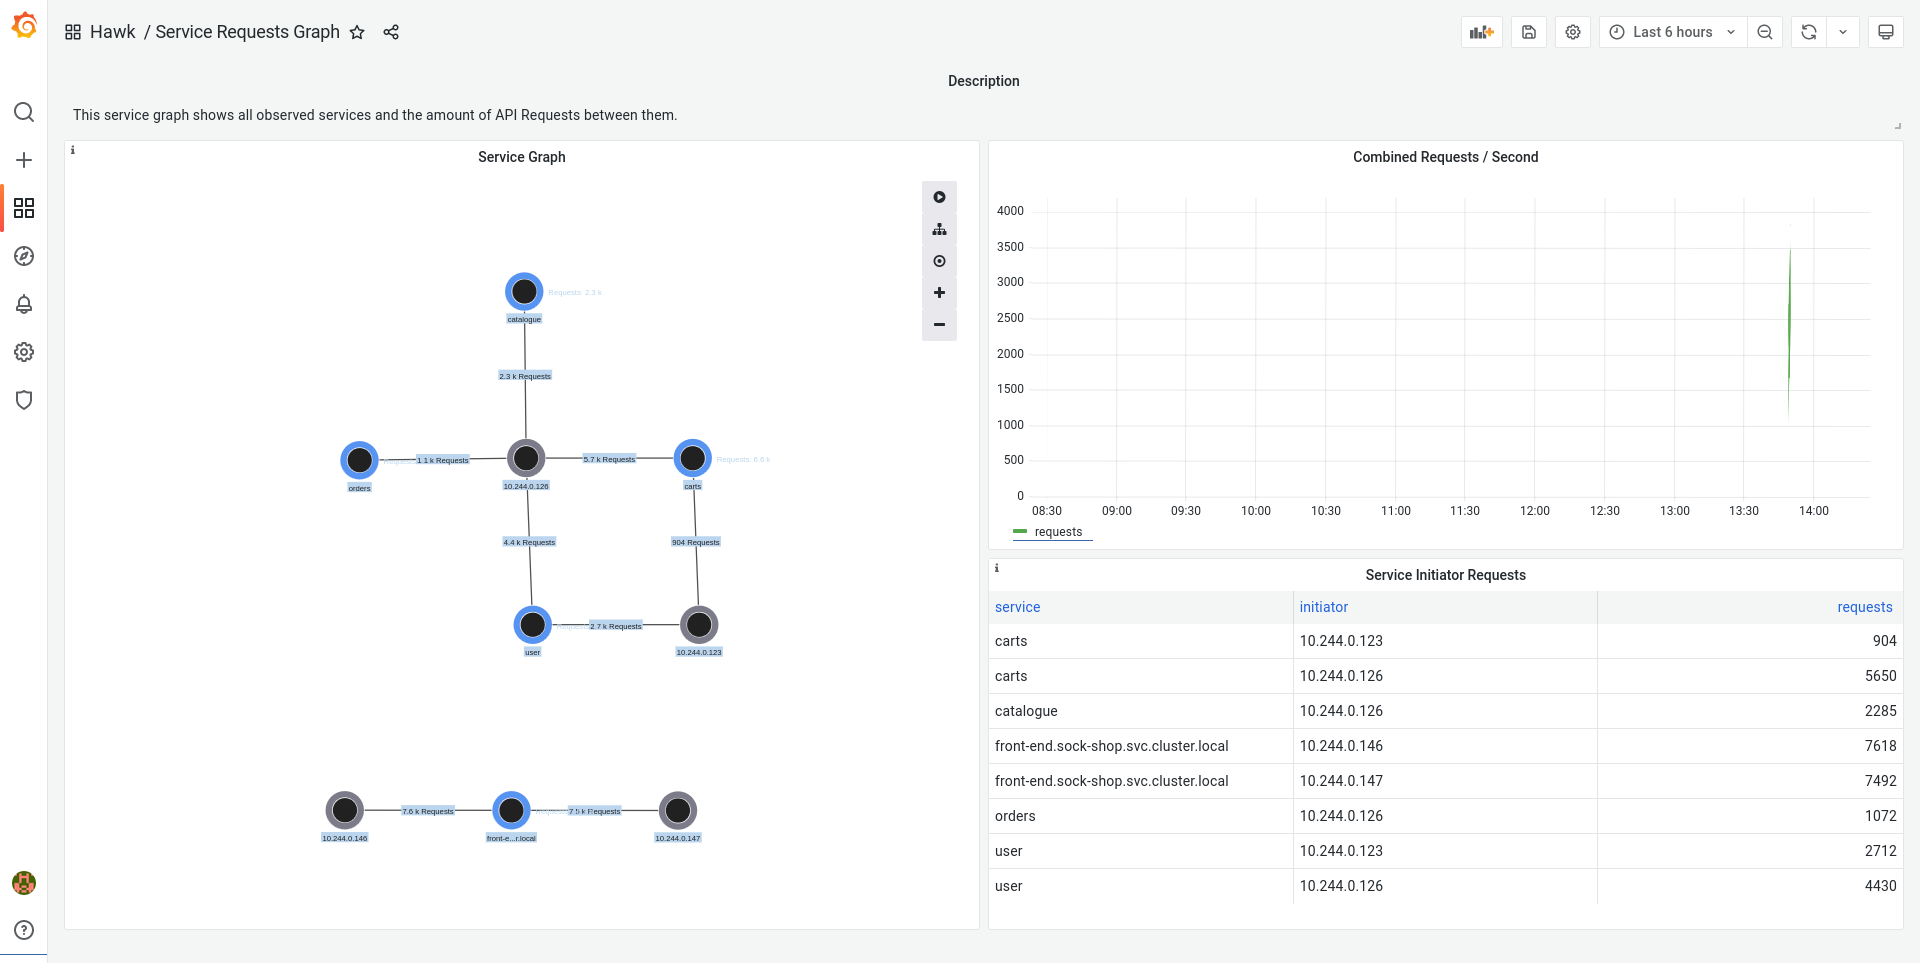 Hawk / Service Requests Graph
Last 6 hours
Description
This service graph shows all observed services and the amount of API Requests between them.
Service Graph
Requests: 2.3 k
catalogue
2.3 k Requests
1.1 k Requests
5.7 k Requests
Requests: 6.6 k
orders
10.244.0.126
carts
4.4 k Requests
904 Requests
2.7 k Requests
user
10.244.0.123
7.6 k Requests
7.5 k Requests
10.244.0.146
front-e...r.local
10.244.0.147
Combined Requests / Second
4000
3500
3000
2500
2000
1500
1000
500
0
08:30 09:00 09:30 10:00 10:30 11:00 11:30 12:00 12:30 13:00 13:30 14:00
requests
Service Initiator Requests
service initiator requests
carts 10.244.0.123 904
carts 10.244.0.126 5650
catalogue 10.244.0.126 2285
front-end.sock-shop.svc.cluster.local 10.244.0.146 7618
front-end.sock-shop.svc.cluster.local 10.244.0.147 7492
orders 10.244.0.126 1072
user 10.244.0.123 2712
user 10.244.0.126 4430